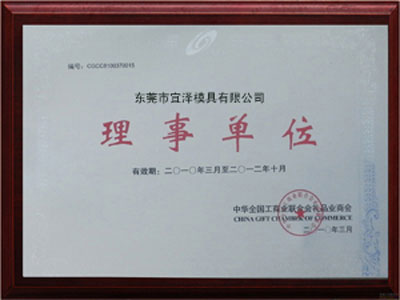 编号：CGCC8100370015
东莞市宜泽模具有限公司
理事单位
有效期：二〇一〇年三月至二〇一二年十月
中华全国工商业联合会礼品业商会
CHINA GIFT CHAMBER OF COMMERCE
二〇一〇年三月